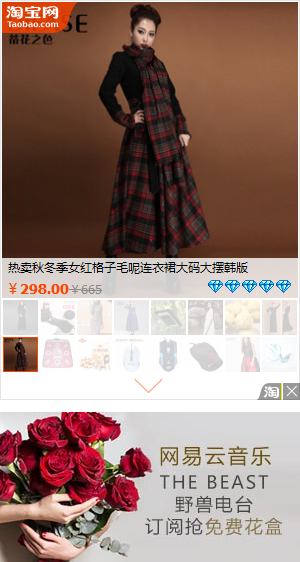 淘宝网
Taobao.com
SE
苗花之色
热卖秋冬季女红格子毛呢连衣裙大码大摆韩版
￥298.00 ￥665
淘
网易云音乐
THE BEAST
野兽电台
订阅抢免费花盒